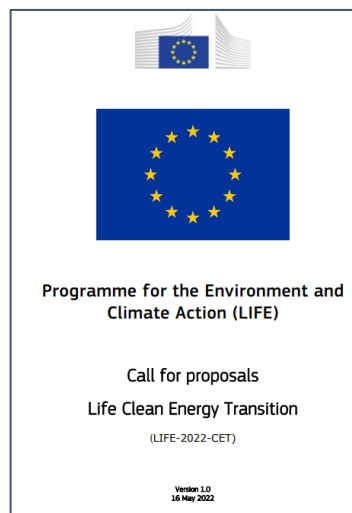 Programme for the Environment and
Climate Action (LIFE)
Call for proposals
Life Clean Energy Transition
(LIFE-2022-CET)
Version 1.0
16 May 2022